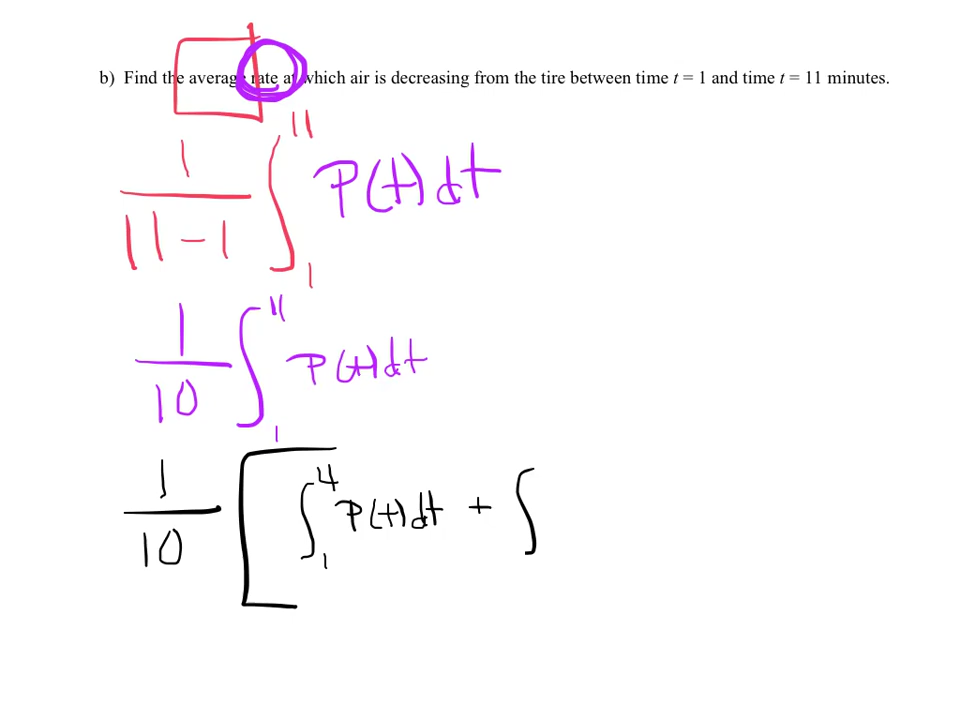 b) Find the average rate at which air is decreasing from the tire between time t = 1 and time t = 11 minutes.
1/(11-1) ∫_1^11 P(t)dt
1/10 ∫_1^11 P(t)dt
1/10 [ ∫_1^4 P(t)dt + ∫